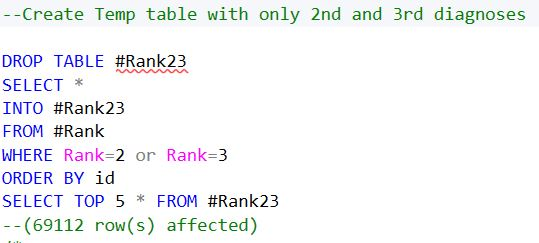 --Create Temp table with only 2nd and 3rd diagnoses
DROP TABLE #Rank23
SELECT *
INTO #Rank23
FROM #Rank
WHERE Rank=2 or Rank=3
ORDER BY id
SELECT TOP 5 * FROM #Rank23
--(69112 row(s) affected)